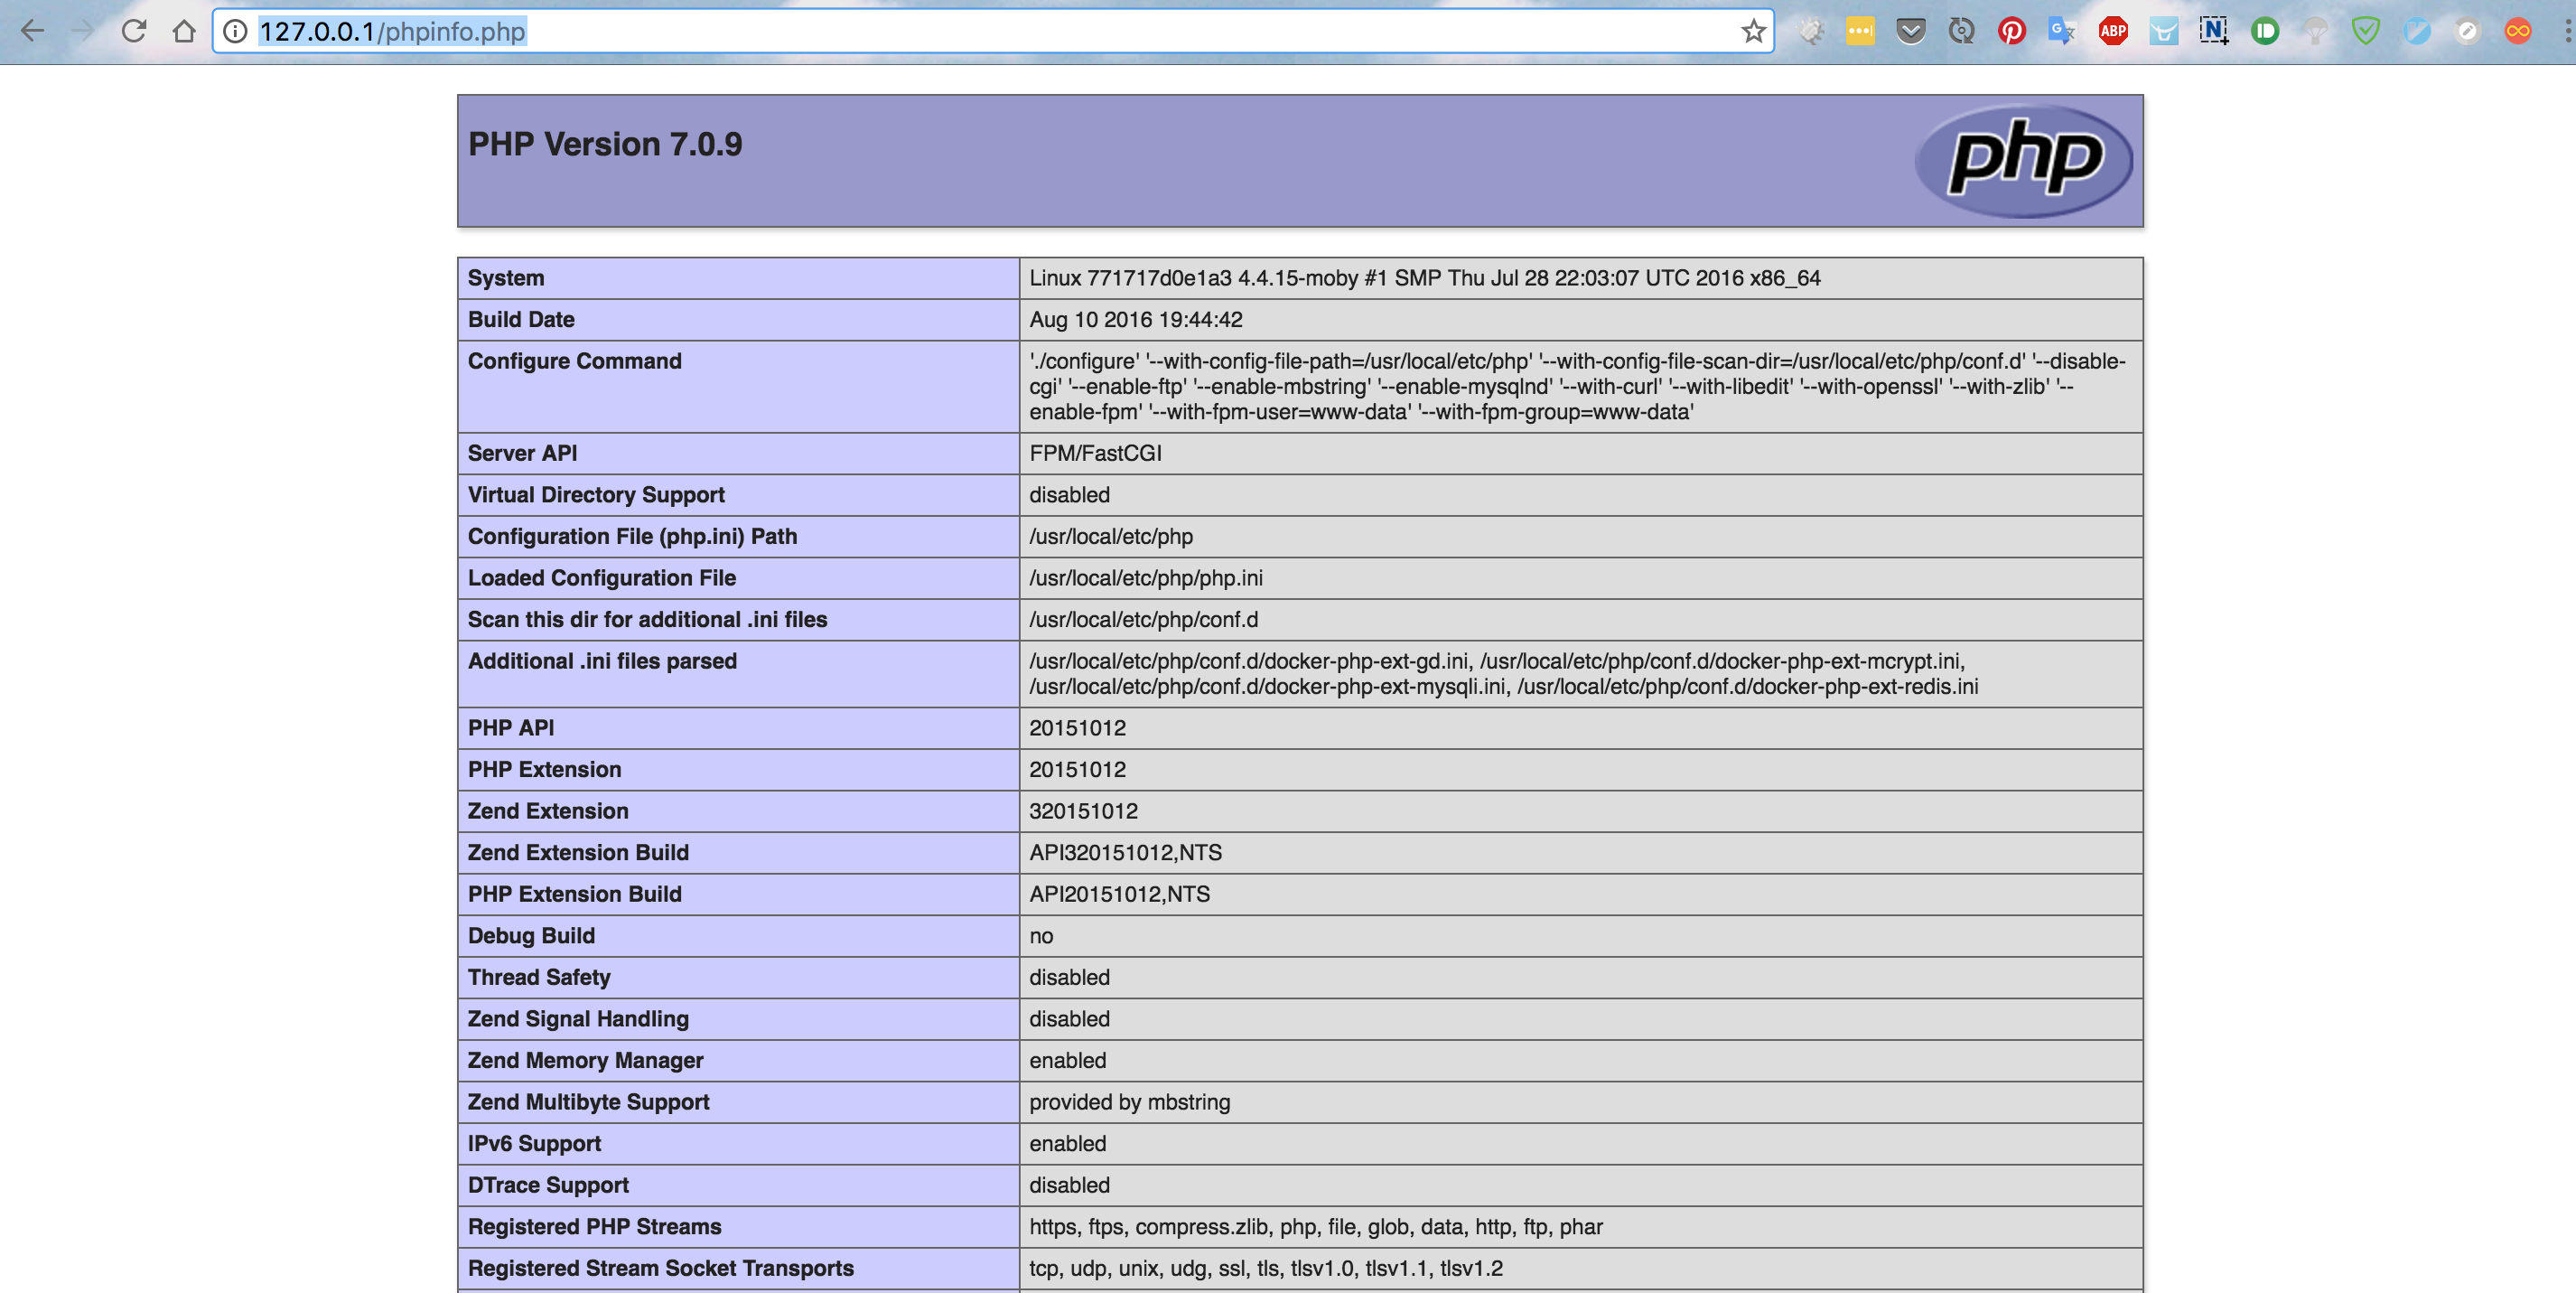 127.0.0.1/phpinfo.php
ABP
N
PHP Version 7.0.9
php
System Linux 771717d0e1a3 4.4.15-moby #1 SMP Thu Jul 28 22:03:07 UTC 2016 x86_64
Build Date Aug 10 2016 19:44:42
Configure Command './configure' '--with-config-file-path=/usr/local/etc/php' '--with-config-file-scan-dir=/usr/local/etc/php/conf.d' '--disable-
cgi' '--enable-ftp' '--enable-mbstring' '--enable-mysqlnd' '--with-curl' '--with-libedit' '--with-openssl' '--with-zlib' '--
enable-fpm' '--with-fpm-user=www-data' '--with-fpm-group=www-data'
Server API FPM/FastCGI
Virtual Directory Support disabled
Configuration File (php.ini) Path /usr/local/etc/php
Loaded Configuration File /usr/local/etc/php/php.ini
Scan this dir for additional .ini files /usr/local/etc/php/conf.d
Additional .ini files parsed /usr/local/etc/php/conf.d/docker-php-ext-gd.ini, /usr/local/etc/php/conf.d/docker-php-ext-mcrypt.ini,
/usr/local/etc/php/conf.d/docker-php-ext-mysqli.ini, /usr/local/etc/php/conf.d/docker-php-ext-redis.ini
PHP API 20151012
PHP Extension 20151012
Zend Extension 320151012
Zend Extension Build API320151012,NTS
PHP Extension Build API20151012,NTS
Debug Build no
Thread Safety disabled
Zend Signal Handling disabled
Zend Memory Manager enabled
Zend Multibyte Support provided by mbstring
IPv6 Support enabled
DTrace Support disabled
Registered PHP Streams https, ftps, compress.zlib, php, file, glob, data, http, ftp, phar
Registered Stream Socket Transports tcp, udp, unix, udg, ssl, tls, tlsv1.0, tlsv1.1, tlsv1.2